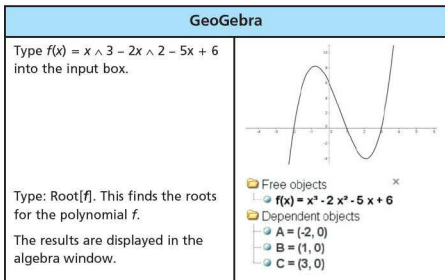 GeoGebra
Type f(x) = x ∧ 3 – 2x ∧ 2 – 5x + 6
into the input box.
Type: Root[f]. This finds the roots
for the polynomial f.
The results are displayed in the
algebra window.
Free objects
f(x) = x³ - 2 x² - 5 x + 6
Dependent objects
A = (-2, 0)
B = (1, 0)
C = (3, 0)